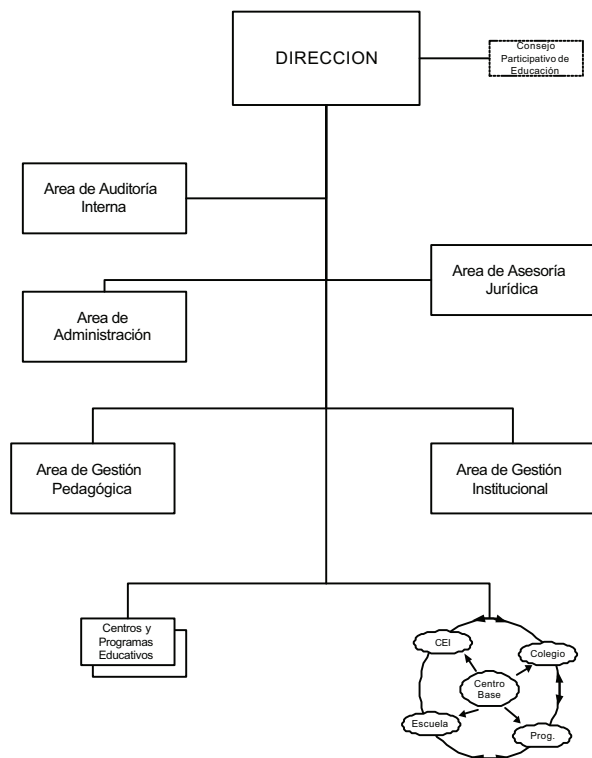 DIRECCION
Consejo
Participativo de
Educación
Area de Auditoría
Interna
Area de Asesoría
Jurídica
Area de
Administración
Area de Gestión
Pedagógica
Area de Gestión
Institucional
Centros y
Programas
Educativos
CEI
Colegio
Centro
Base
Escuela
Prog.